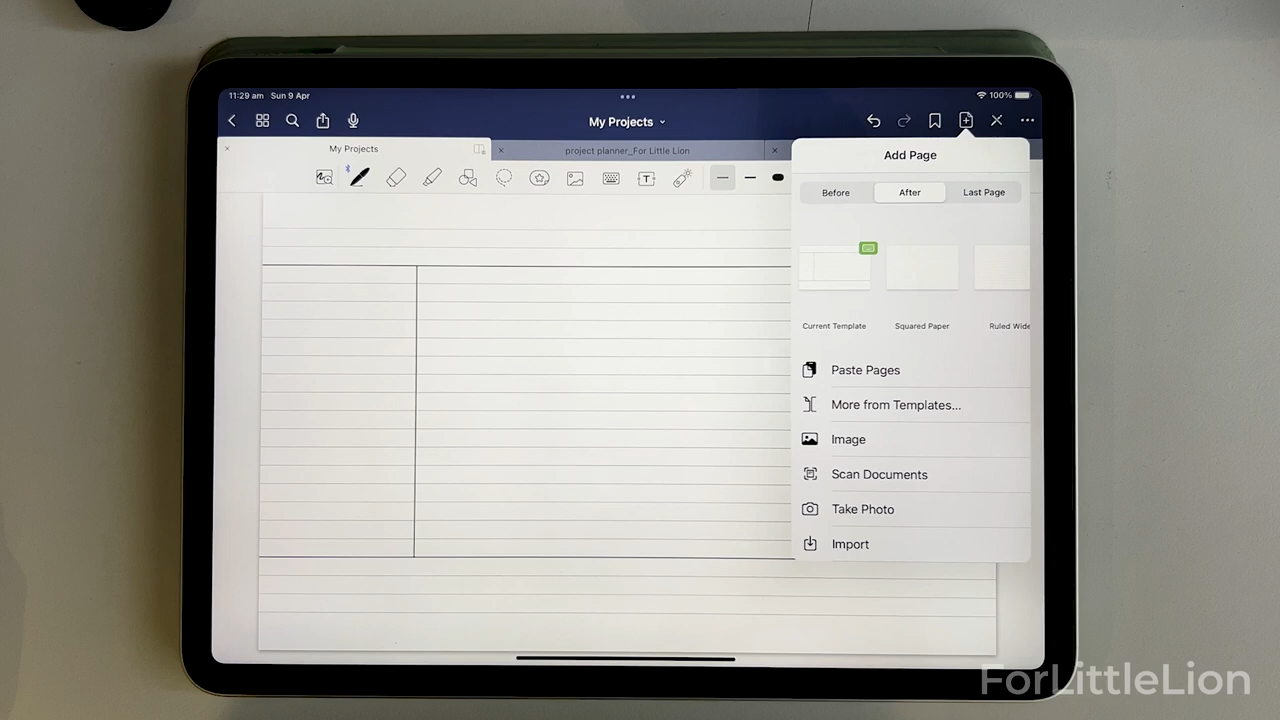 11:29 am Sun 9 Apr
100%
My Projects
My Projects
project planner_For Little Lion
Add Page
Before
After
Last Page
Current Template
Squared Paper
Ruled Wide
Paste Pages
More from Templates...
Image
Scan Documents
Take Photo
Import
ForLittleLion